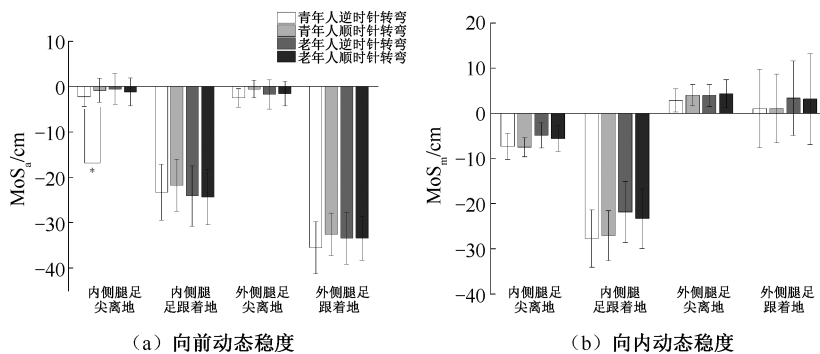 青年人逆时针转弯
青年人顺时针转弯
老年人逆时针转弯
老年人顺时针转弯
10
0
−10
−20
−30
−40
MoSa/cm
*
内侧腿足
尖离地
内侧腿
足跟着地
外侧腿足
尖离地
外侧腿足
跟着地
（a）向前动态稳度
20
10
0
−10
−20
−30
−40
MoSm/cm
内侧腿足
尖离地
内侧腿
足跟着地
外侧腿足
尖离地
外侧腿足
跟着地
（b）向内动态稳度